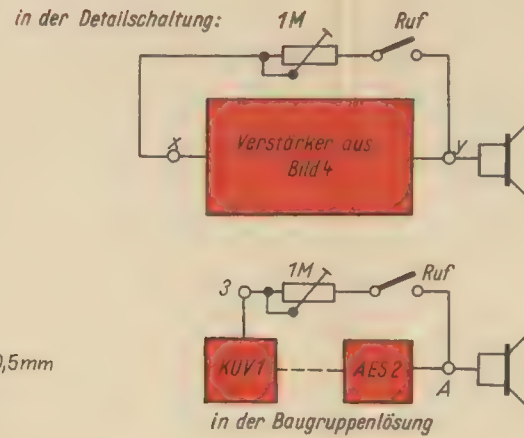 in der Detailschaltung:
1M Ruf
x Verstärker aus y
Bild 4
3 1M Ruf
0,5mm
KUV1 AES2 A
in der Baugruppenlösung